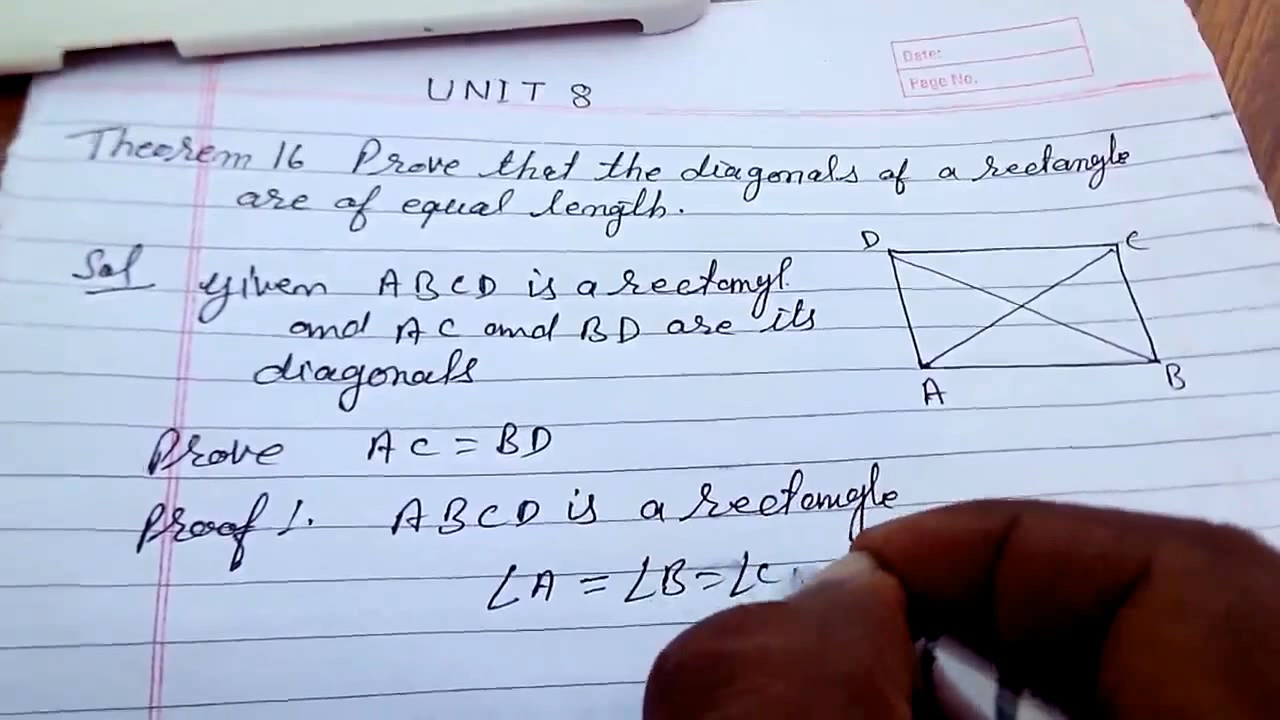 Date:
Page No.
UNIT 8
Theorem 16 Prove that the diagonals of a rectangle
are of equal length.
Sol Given ABCD is a rectangl.
and AC and BD are its
diagonals
D C
A B
Prove AC = BD
Proof 1. ABCD is a rectangle
∠A = ∠B = ∠C